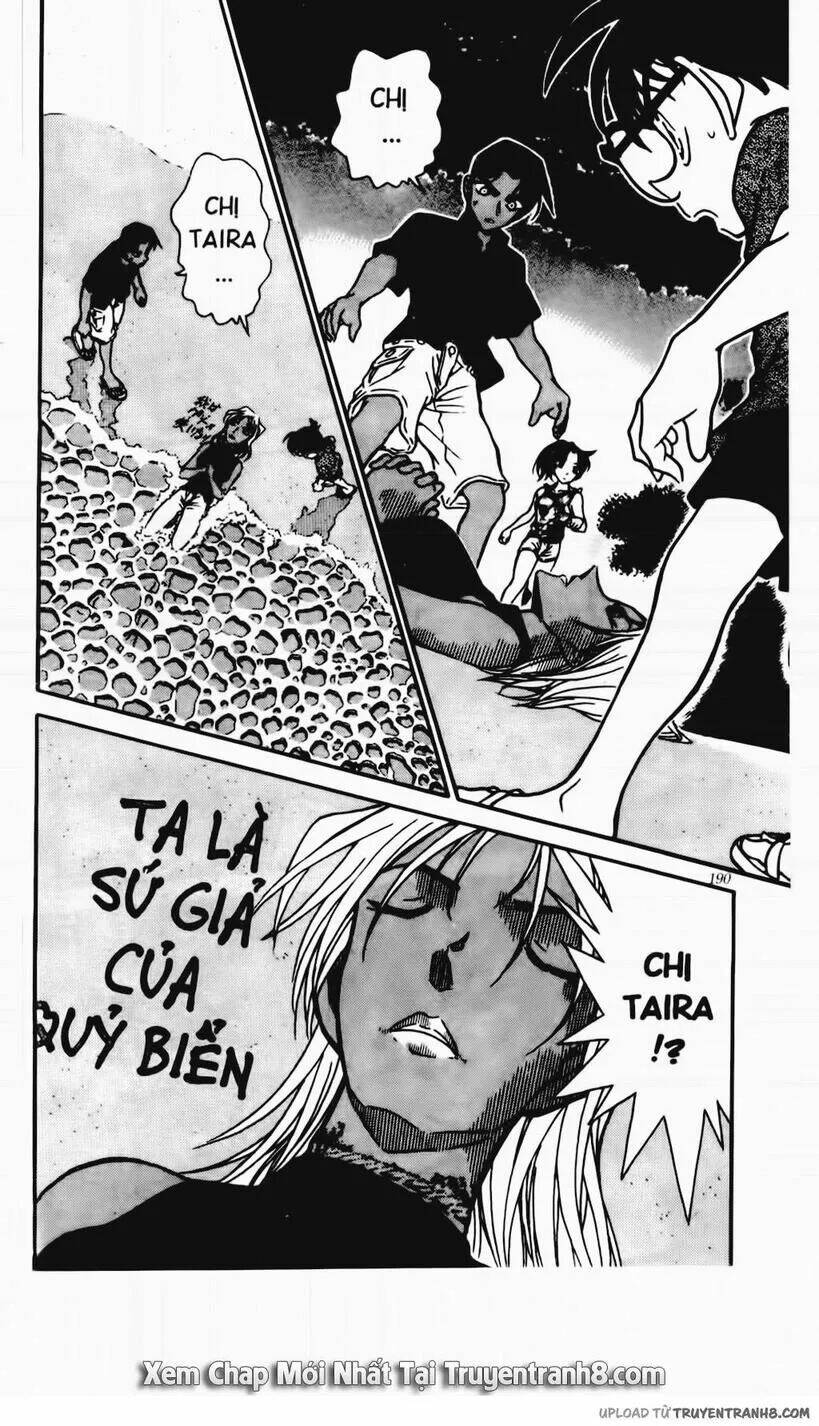 CHỊ
...
CHỊ
TAIRA
...
190
TA LÀ
SỨ GIẢ
CỦA
QUỶ BIỂN
CHỊ
TAIRA
!?
Xem Chap Mới Nhất Tại Truyentranh8.com
UPLOAD TỪ TRUYENTRANH8.COM